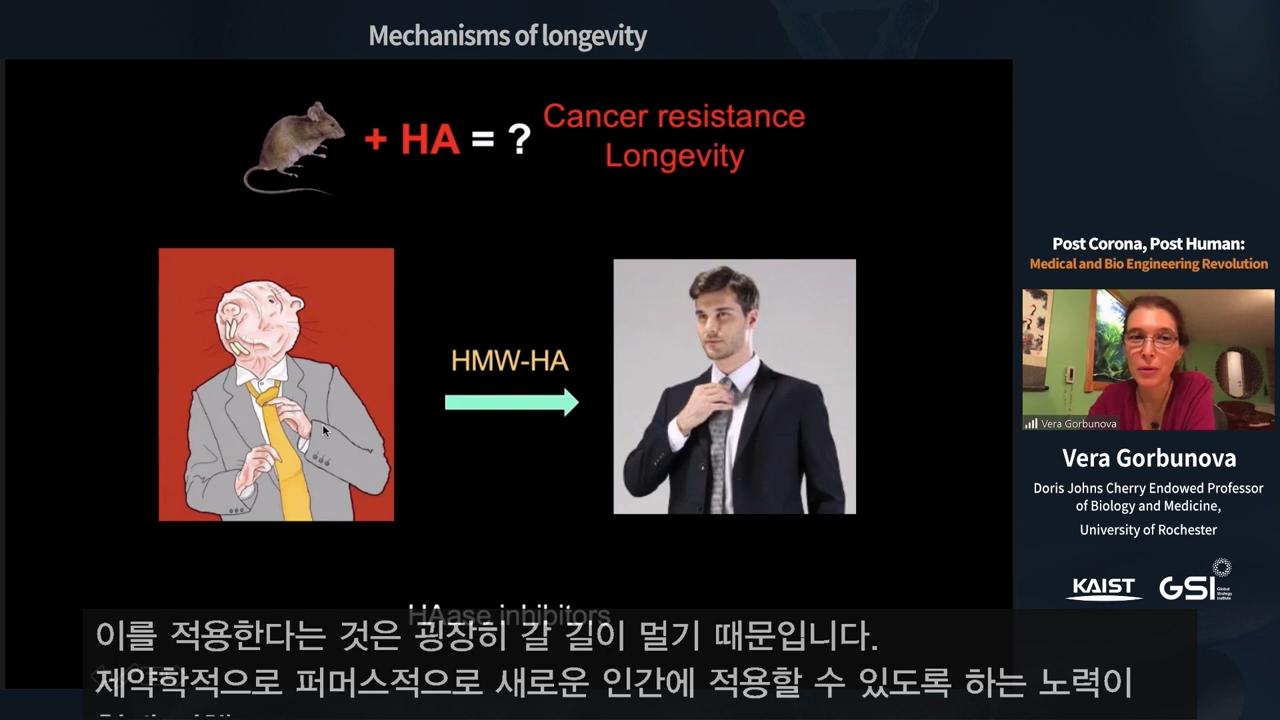 Mechanisms of longevity
+ HA = ?
Cancer resistance
Longevity
HMW-HA
HAase inhibitors
Post Corona, Post Human:
Medical and Bio Engineering Revolution
Vera Gorbunova
Vera Gorbunova
Doris Johns Cherry Endowed Professor
of Biology and Medicine,
University of Rochester
KAIST
GSI
Global
Strategy
Institute
이를 적용한다는 것은 굉장히 갈 길이 멀기 때문입니다.
제약학적으로 퍼머스적으로 새로운 인간에 적용할 수 있도록 하는 노력이